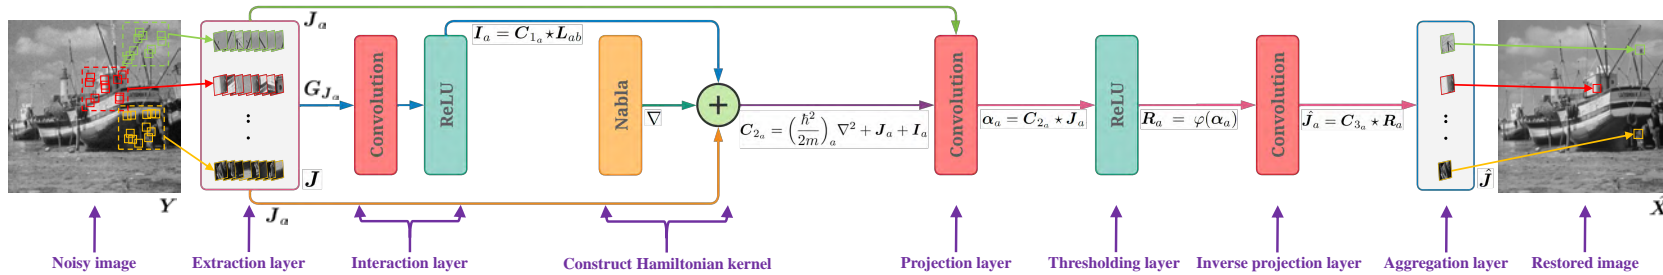 J_a
I_a = C_{1_a} ⋆ L_{ab}
G_{J_a}
Convolution
ReLU
Nabla
∇
+
C_{2_a} = (ħ²/2m)_a ∇² + J_a + I_a
Convolution
α_a = C_{2_a} ⋆ J_a
ReLU
R_a = φ(α_a)
Convolution
Ĵ_a = C_{3_a} ⋆ R_a
J
Ĵ
Y
J_a
X̂
Noisy image
Extraction layer
Interaction layer
Construct Hamiltonian kernel
Projection layer
Thresholding layer
Inverse projection layer
Aggregation layer
Restored image